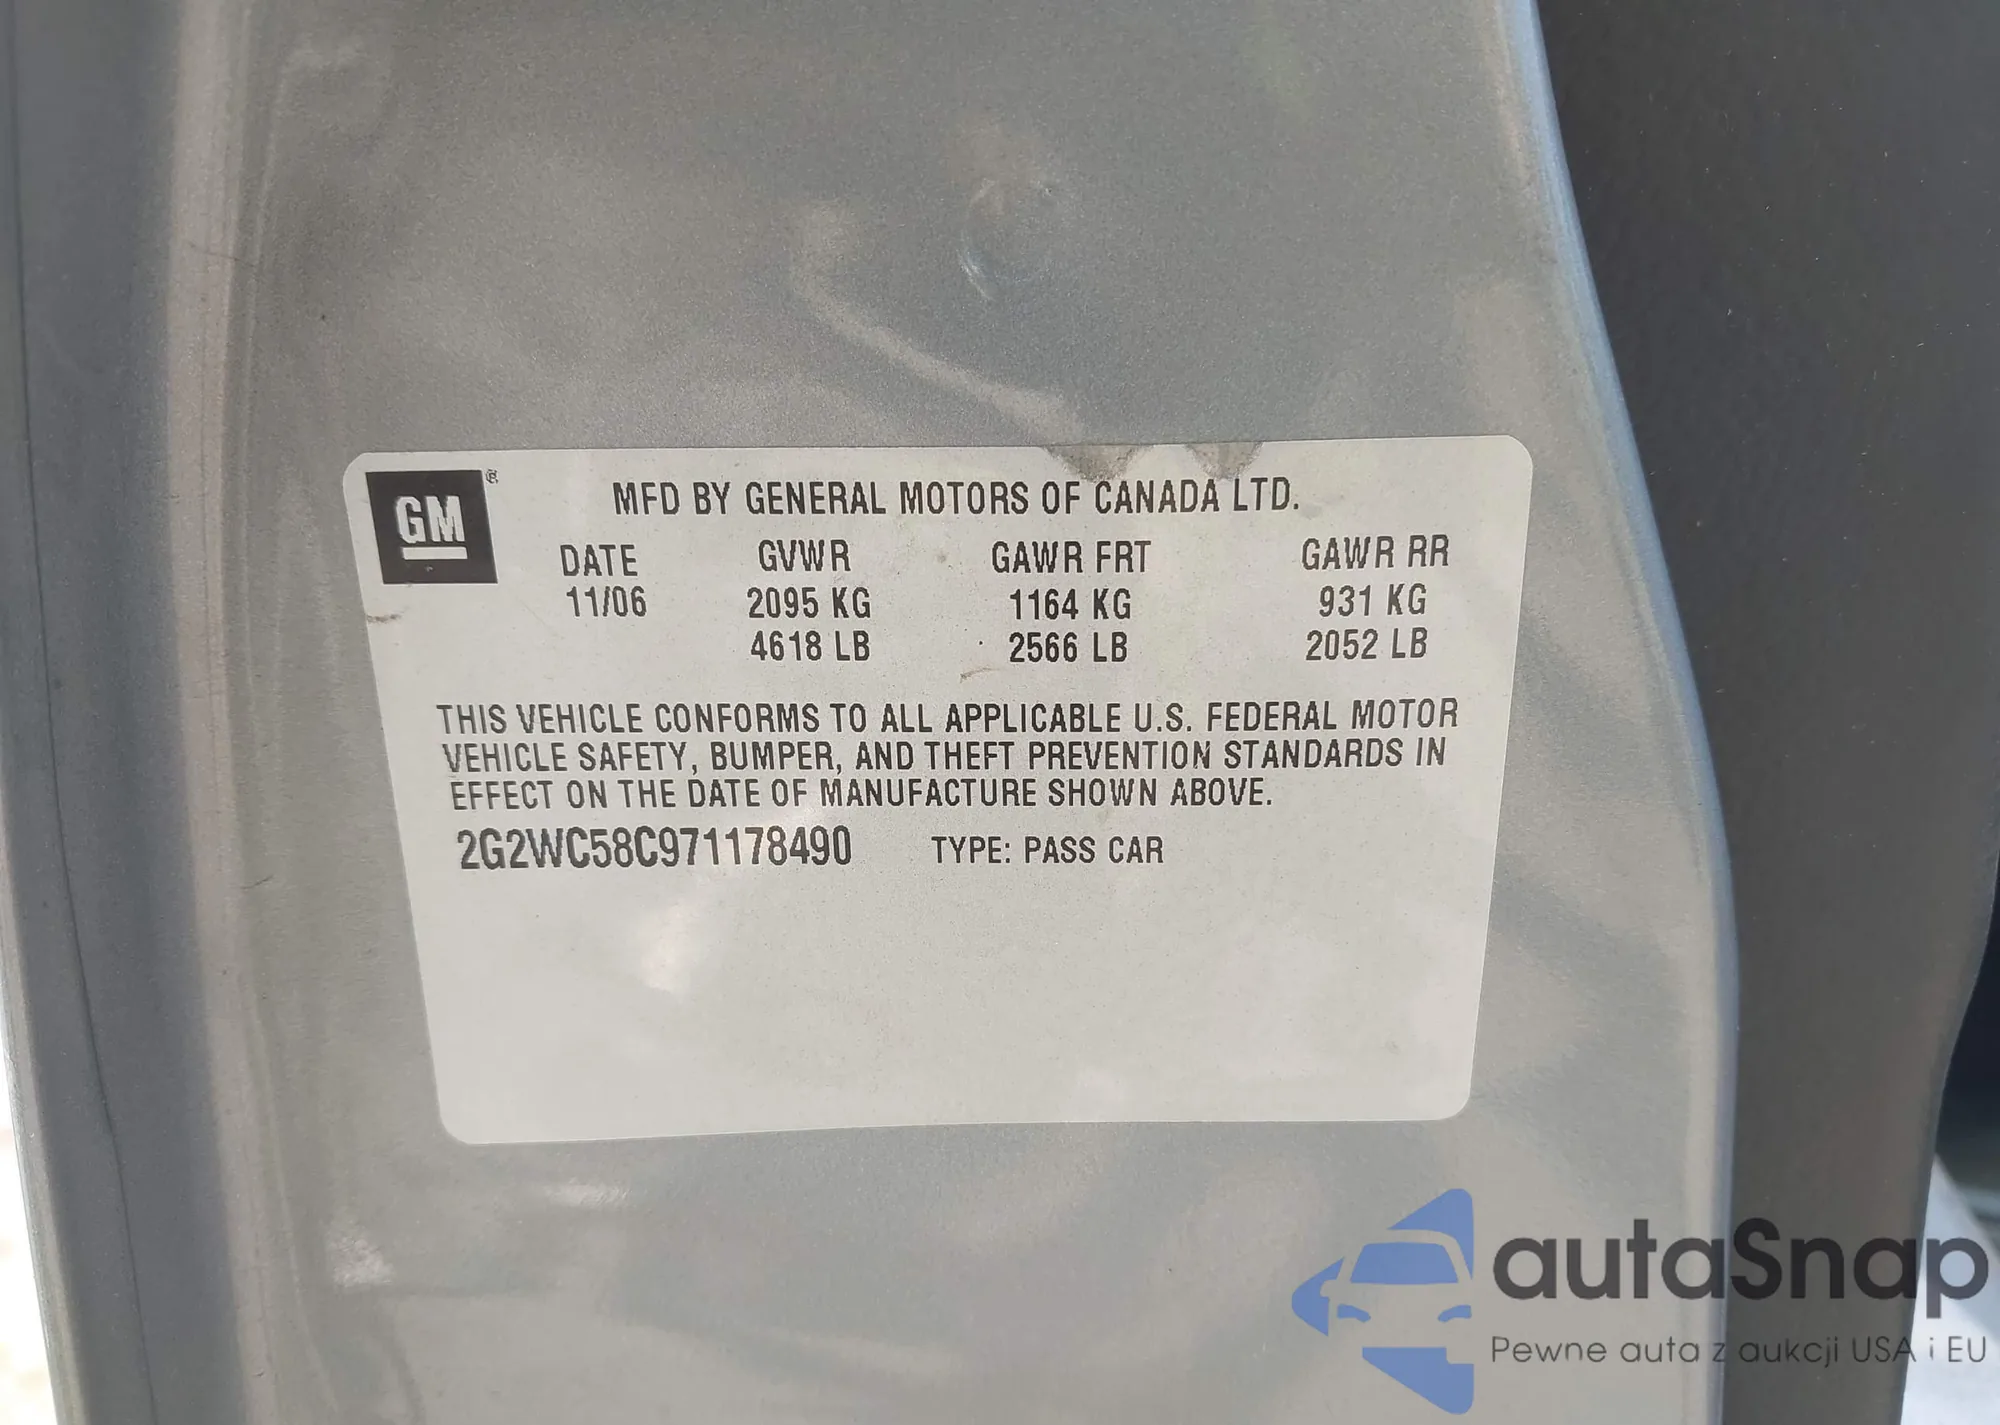 GM ®
MFD BY GENERAL MOTORS OF CANADA LTD.
DATE GVWR GAWR FRT GAWR RR
11/06 2095 KG 1164 KG 931 KG
4618 LB 2566 LB 2052 LB
THIS VEHICLE CONFORMS TO ALL APPLICABLE U.S. FEDERAL MOTOR
VEHICLE SAFETY, BUMPER, AND THEFT PREVENTION STANDARDS IN
EFFECT ON THE DATE OF MANUFACTURE SHOWN ABOVE.
2G2WC58C971178490 TYPE: PASS CAR
autaSnap
Pewne auta z aukcji USA i EU